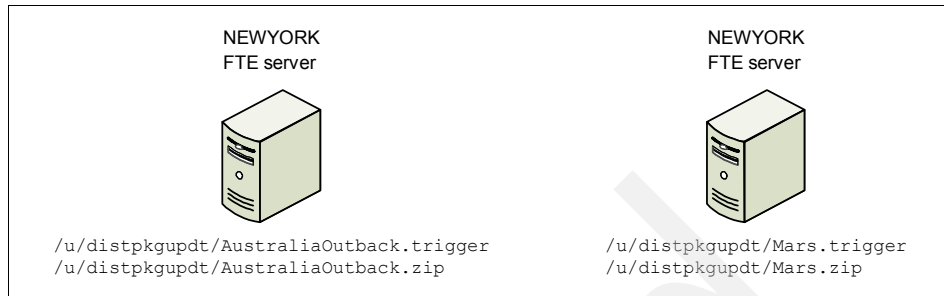 NEWYORK
FTE server
/u/distpkgupdt/AustraliaOutback.trigger
/u/distpkgupdt/AustraliaOutback.zip
NEWYORK
FTE server
/u/distpkgupdt/Mars.trigger
/u/distpkgupdt/Mars.zip